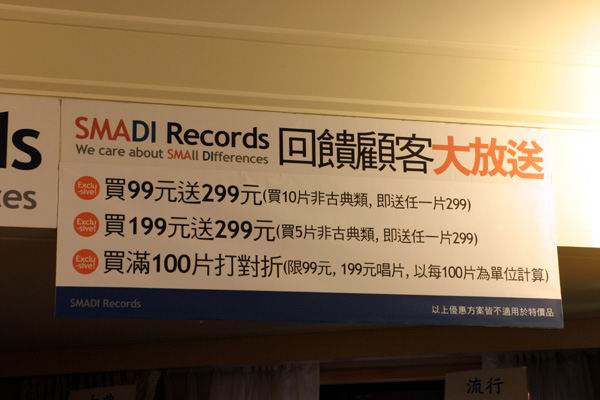 ls
ces
SMADI Records
We care about SMAll DIfferences
回饋顧客大放送
Exclu-sive! 買99元送299元(買10片非古典類, 即送任一片299)
Exclu-sive! 買199元送299元(買5片非古典類, 即送任一片299)
Exclu-sive! 買滿100片打對折(限99元, 199元唱片, 以每100片為單位計算)
SMADI Records
以上優惠方案皆不適用於特價品
流行